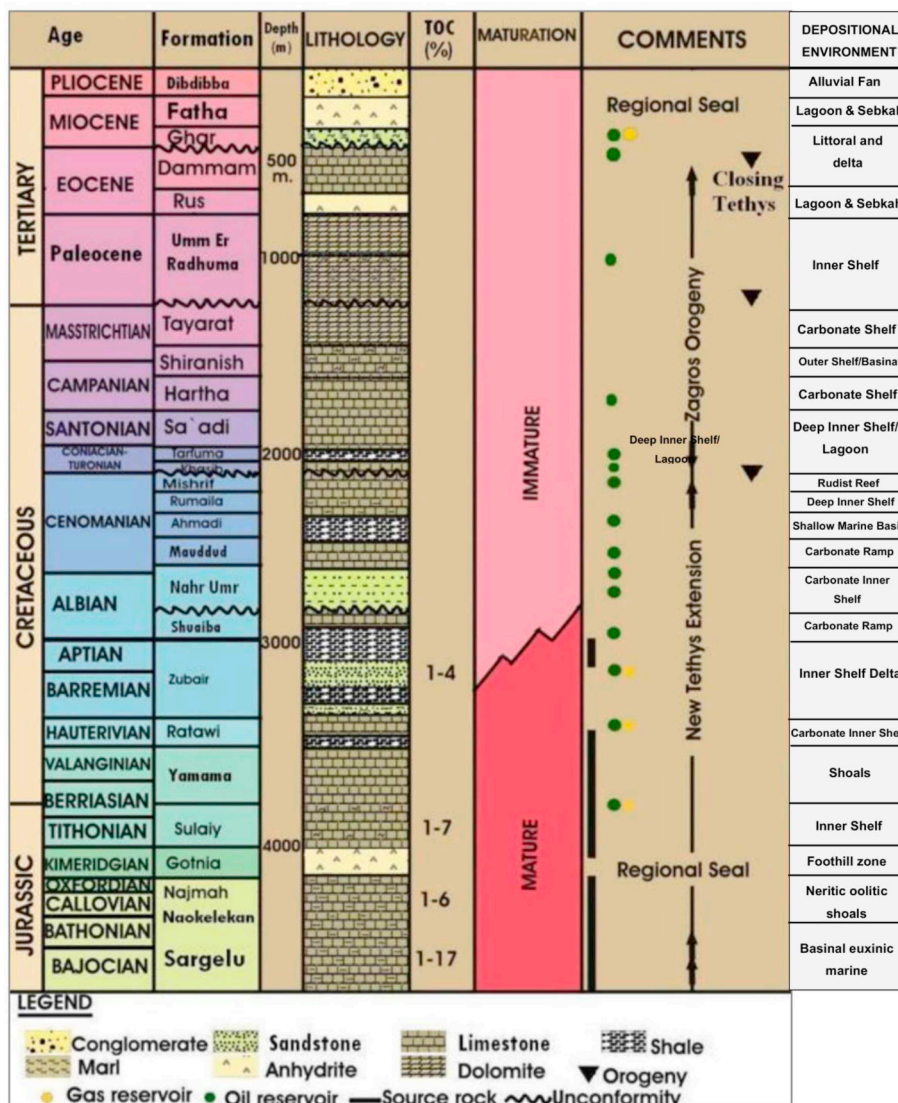 Age Formation Depth (m) LITHOLOGY TOC (%) MATURATION COMMENTS DEPOSITIONAL ENVIRONMENT
TERTIARY
CRETACEOUS
JURASSIC
PLIOCENE
MIOCENE
EOCENE
Paleocene
MASSTRICHTIAN
CAMPANIAN
SANTONIAN
CONIACIAN-
TURONIAN
CENOMANIAN
ALBIAN
APTIAN
BARREMIAN
HAUTERIVIAN
VALANGINIAN
BERRIASIAN
TITHONIAN
KIMERIDGIAN
OXFORDIAN
CALLOVIAN
BATHONIAN
BAJOCIAN
Dibdibba
Fatha
Ghar
Dammam
Rus
Umm Er
Radhuma
Tayarat
Shiranish
Hartha
Sa`adi
Tarfuma
Khasib
Mishrif
Rumaila
Ahmadi
Mauddud
Nahr Umr
Shuaiba
Zubair
Ratawi
Yamama
Sulaiy
Gotnia
Najmah
Naokelekan
Sargelu
500
m.
1000
2000
3000
4000
1-4
1-7
1-6
1-17
IMMATURE
MATURE
Regional Seal
Closing
Tethys
Zagros Orogeny
Deep Inner Shelf/
Lagoon
New Tethys Extension
Regional Seal
Alluvial Fan
Lagoon & Sebkah
Littoral and
delta
Lagoon & Sebkah
Inner Shelf
Carbonate Shelf
Outer Shelf/Basina
Carbonate Shelf
Deep Inner Shelf/
Lagoon
Rudist Reef
Deep Inner Shelf
Shallow Marine Basi
Carbonate Ramp
Carbonate Inner
Shelf
Carbonate Ramp
Inner Shelf Delta
Carbonate Inner She
Shoals
Inner Shelf
Foothill zone
Neritic oolitic
shoals
Basinal euxinic
marine
LEGEND
Conglomerate Sandstone Limestone Shale
Marl Anhydrite Dolomite Orogeny
Gas reservoir Oil reservoir Source rock Unconformity